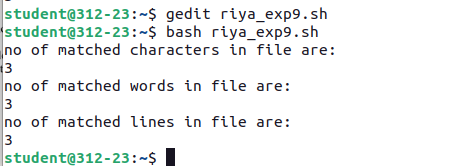 student@312-23:~$ gedit riya_exp9.sh
student@312-23:~$ bash riya_exp9.sh
no of matched characters in file are:
3
no of matched words in file are:
3
no of matched lines in file are:
3
student@312-23:~$